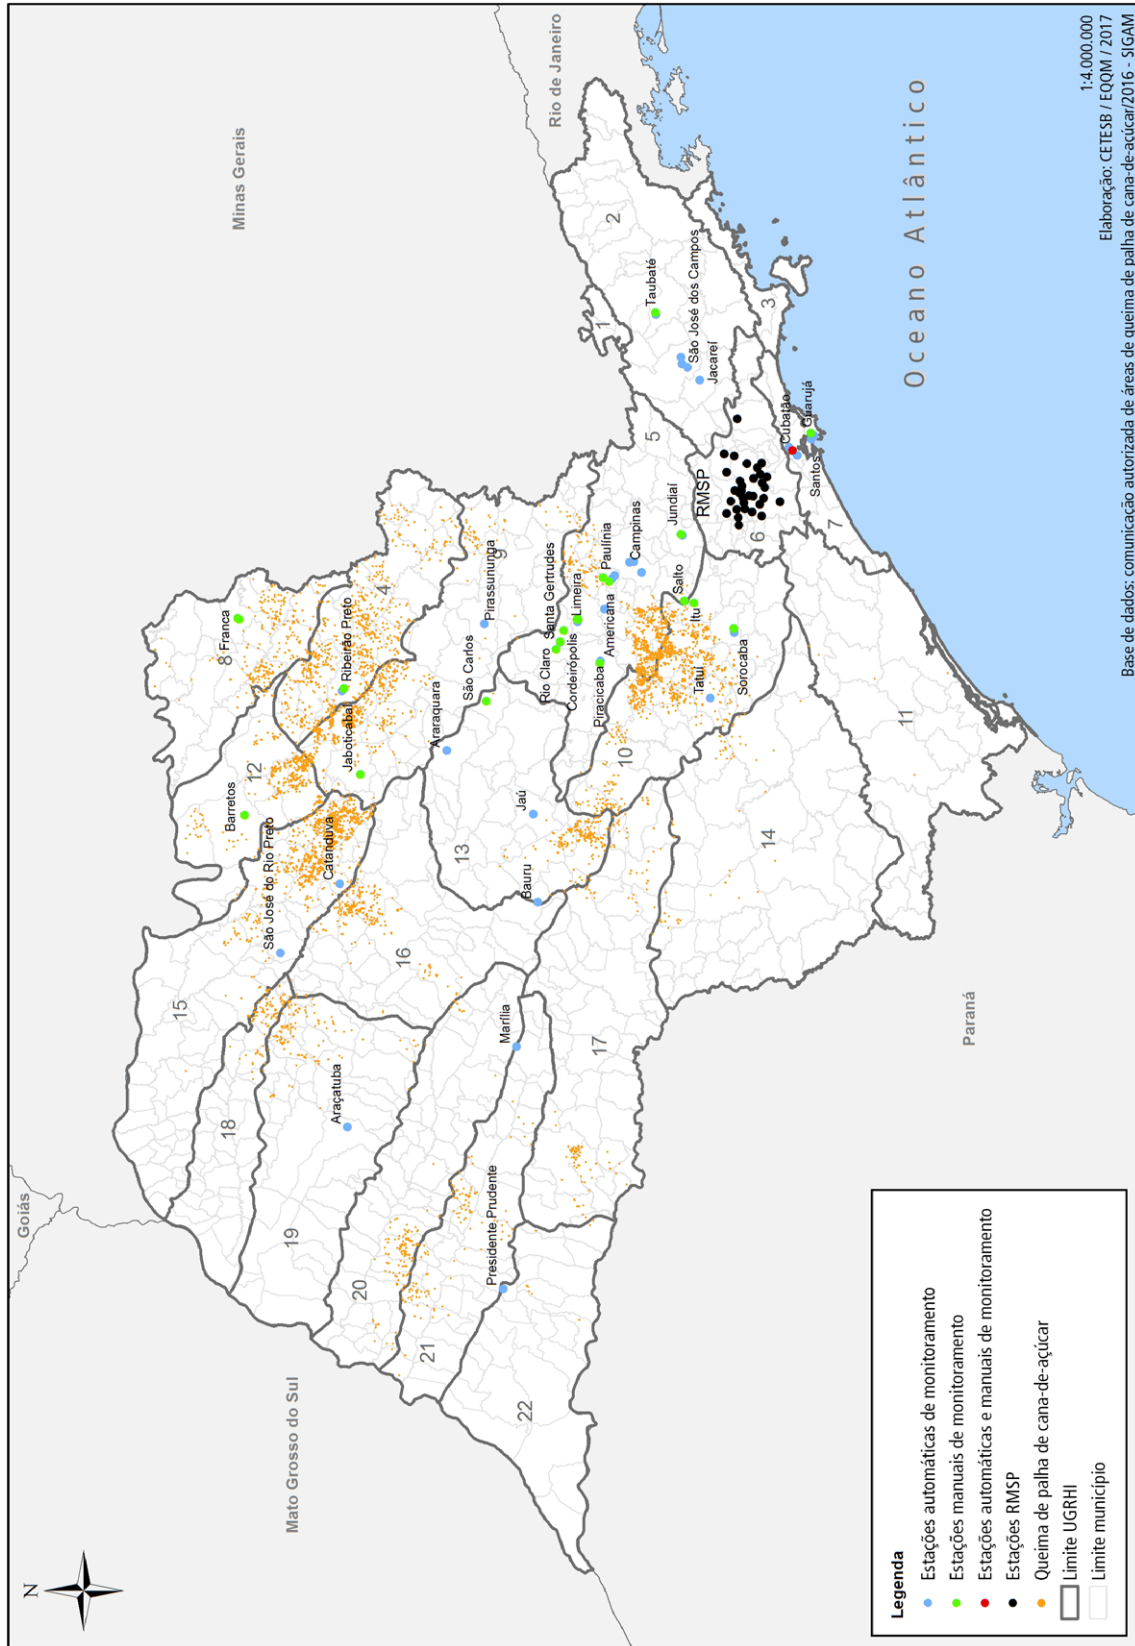 N
Goiás
Minas Gerais
Rio de Janeiro
Mato Grosso do Sul
Paraná
Oceano Atlântico
1
2
3
4
5
6
7
8
9
10
11
12
13
14
15
16
17
18
19
20
21
22
Franca
Barretos
Ribeirão Preto
Jaboticabal
São José do Rio Preto
Catanduva
Araçatuba
Araraquara
São Carlos
Pirassununga
Jaú
Bauru
Marília
Presidente Prudente
Rio Claro
Santa Gertrudes
Cordeirópolis
Limeira
Piracicaba
Americana
Paulínia
Campinas
Jundiaí
Salto
Itu
Tatuí
Sorocaba
RMSP
Taubaté
São José dos Campos
Jacareí
Cubatão
Guarujá
Santos
Legenda
Estações automáticas de monitoramento
Estações manuais de monitoramento
Estações automáticas e manuais de monitoramento
Estações RMSP
Queima de palha de cana-de-açúcar
Limite UGRHI
Limite município
1:4.000.000
Elaboração: CETESB / EQQM / 2017
Base de dados: comunicação autorizada de áreas de queima de palha de cana-de-açúcar/2016 - SIGAM